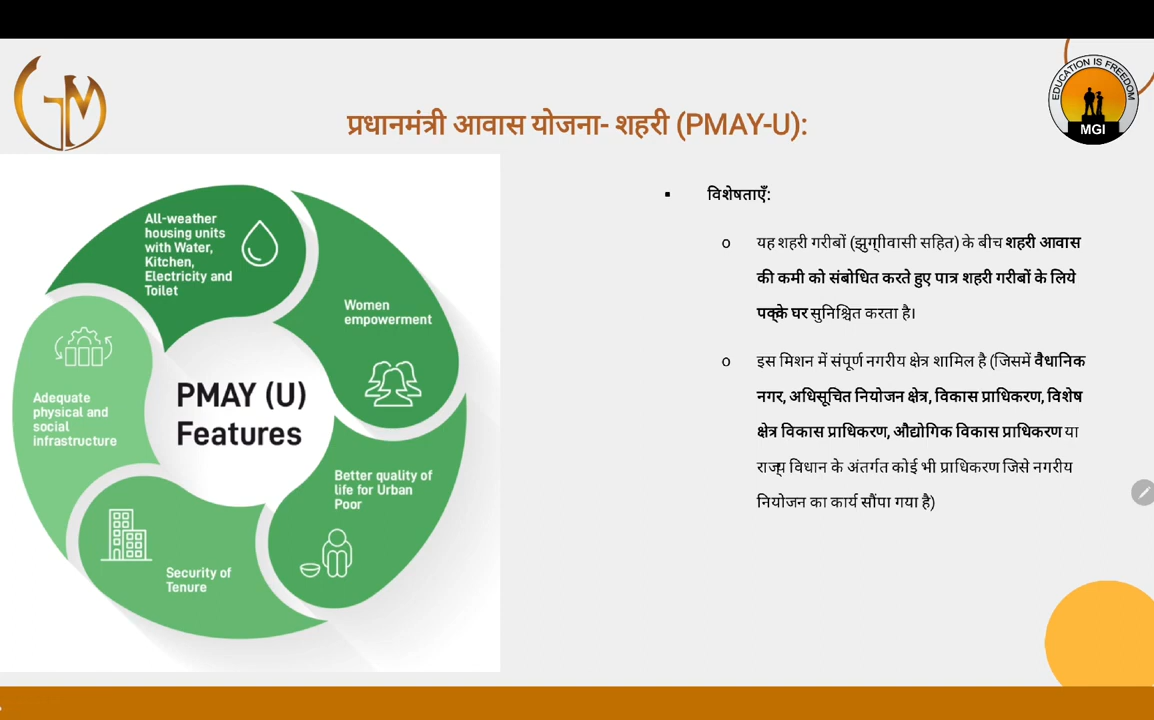 EDUCATION IS FREEDOM
MGI
GM
प्रधानमंत्री आवास योजना- शहरी (PMAY-U):
All-weather
housing units
with Water,
Kitchen,
Electricity and
Toilet
Women
empowerment
Adequate
physical and
social
infrastructure
PMAY (U)
Features
Better quality of
life for Urban
Poor
Security of
Tenure
▪ विशेषताएँ:
o यह शहरी गरीबों (झुग्गीवासी सहित) के बीच शहरी आवास
की कमी को संबोधित करते हुए पात्र शहरी गरीबों के लिये
पक्के घर सुनिश्चित करता है।
o इस मिशन में संपूर्ण नगरीय क्षेत्र शामिल है (जिसमें वैधानिक
नगर, अधिसूचित नियोजन क्षेत्र, विकास प्राधिकरण, विशेष
क्षेत्र विकास प्राधिकरण, औद्योगिक विकास प्राधिकरण या
राज्य विधान के अंतर्गत कोई भी प्राधिकरण जिसे नगरीय
नियोजन का कार्य सौंपा गया है)